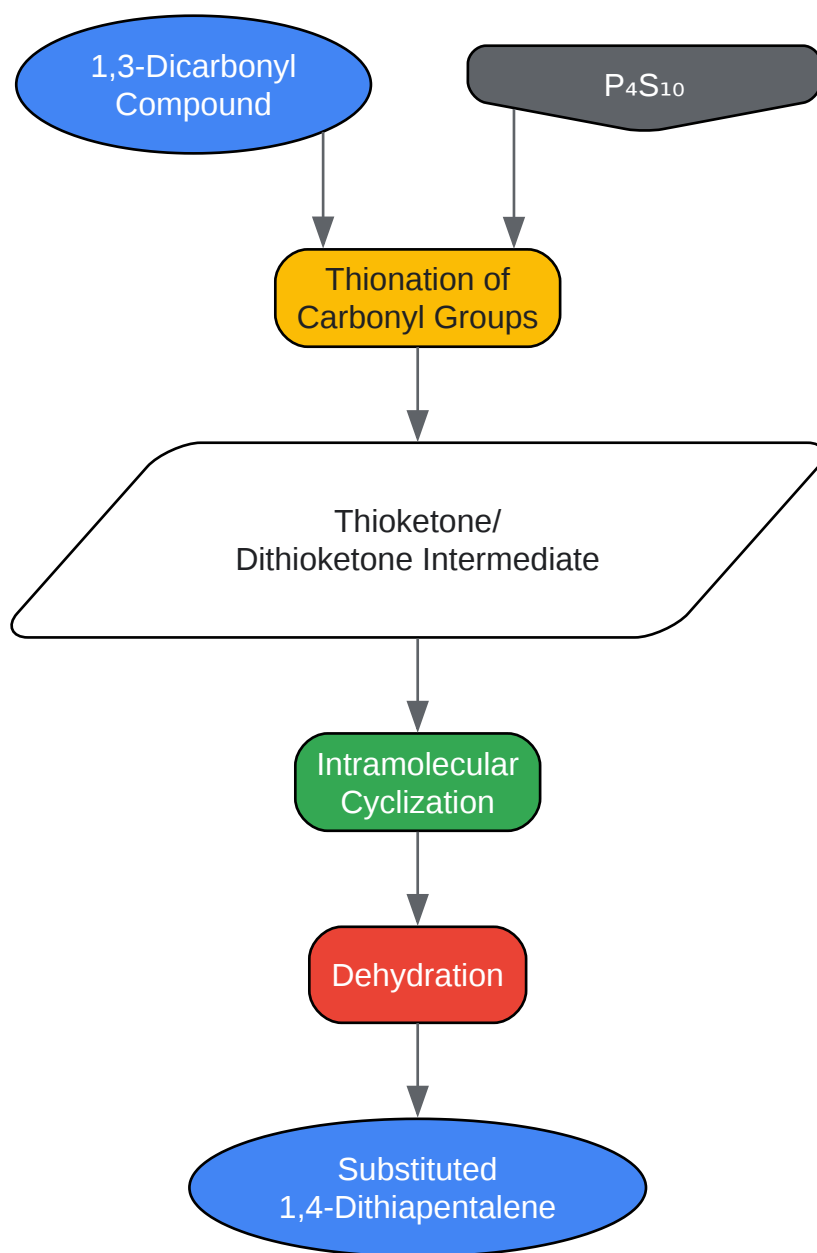 1,3-Dicarbonyl
Compound
P₄S₁₀
Thionation of
Carbonyl Groups
Thioketone/
Dithioketone Intermediate
Intramolecular
Cyclization
Dehydration
Substituted
1,4-Dithiapentalene